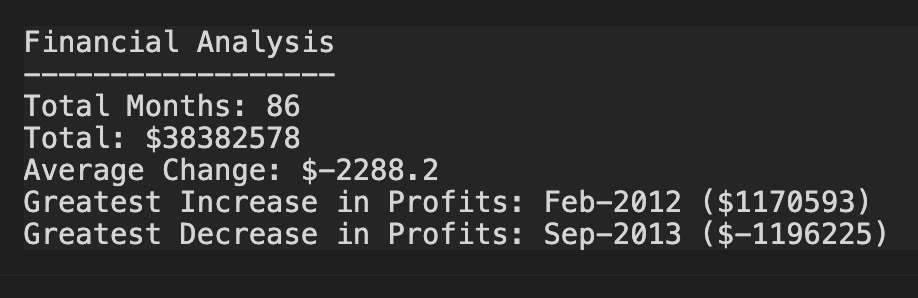 Financial Analysis
------------------
Total Months: 86
Total: $38382578
Average Change: $-2288.2
Greatest Increase in Profits: Feb-2012 ($1170593)
Greatest Decrease in Profits: Sep-2013 ($-1196225)